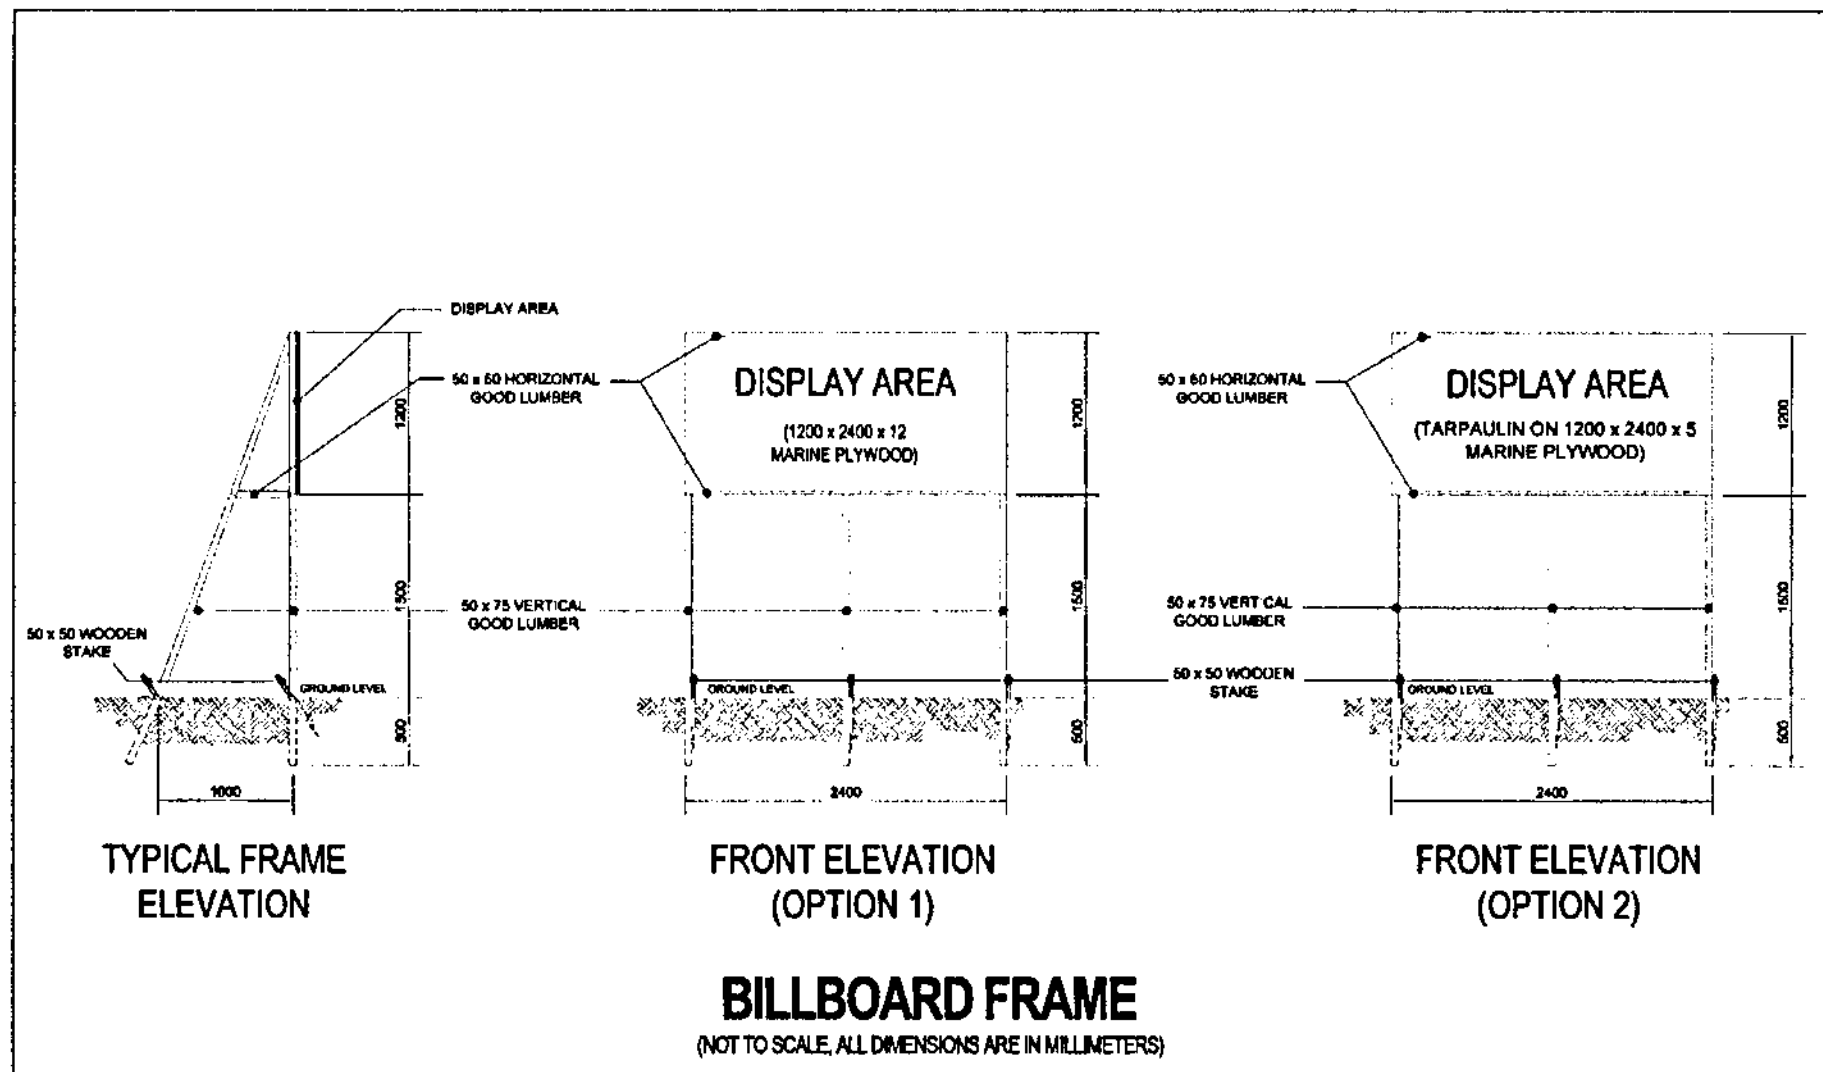 DISPLAY AREA
50 x 50 HORIZONTAL
GOOD LUMBER
1200
1500
50 x 75 VERTICAL
GOOD LUMBER
50 x 50 WOODEN
STAKE
GROUND LEVEL
500
1000
TYPICAL FRAME
ELEVATION
DISPLAY AREA
(1200 x 2400 x 12
MARINE PLYWOOD)
1200
1500
GROUND LEVEL
500
2400
FRONT ELEVATION
(OPTION 1)
50 x 50 HORIZONTAL
GOOD LUMBER
DISPLAY AREA
(TARPAULIN ON 1200 x 2400 x 5
MARINE PLYWOOD)
1200
50 x 75 VERTICAL
GOOD LUMBER
1500
50 x 50 WOODEN
STAKE
GROUND LEVEL
500
2400
FRONT ELEVATION
(OPTION 2)
BILLBOARD FRAME
(NOT TO SCALE, ALL DIMENSIONS ARE IN MILLIMETERS)